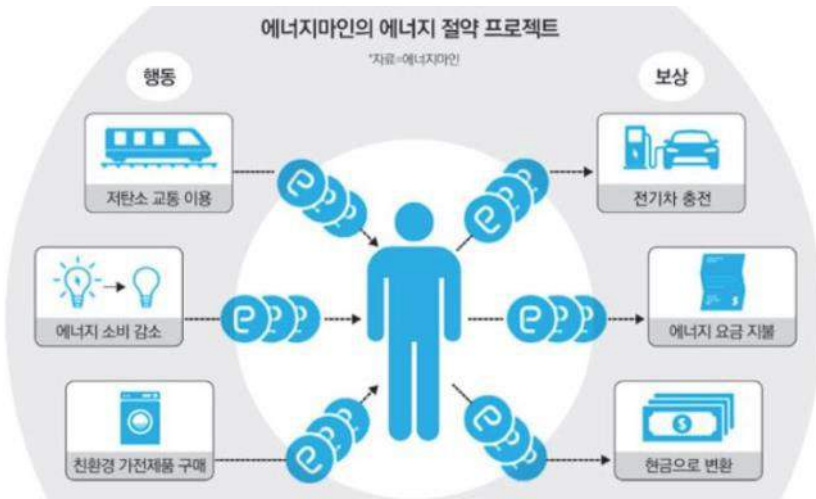 에너지마인의 에너지 절약 프로젝트
*자료=에너지마인
행동
보상
저탄소 교통 이용
전기차 충전
에너지 소비 감소
에너지 요금 지불
친환경 가전제품 구매
현금으로 변환